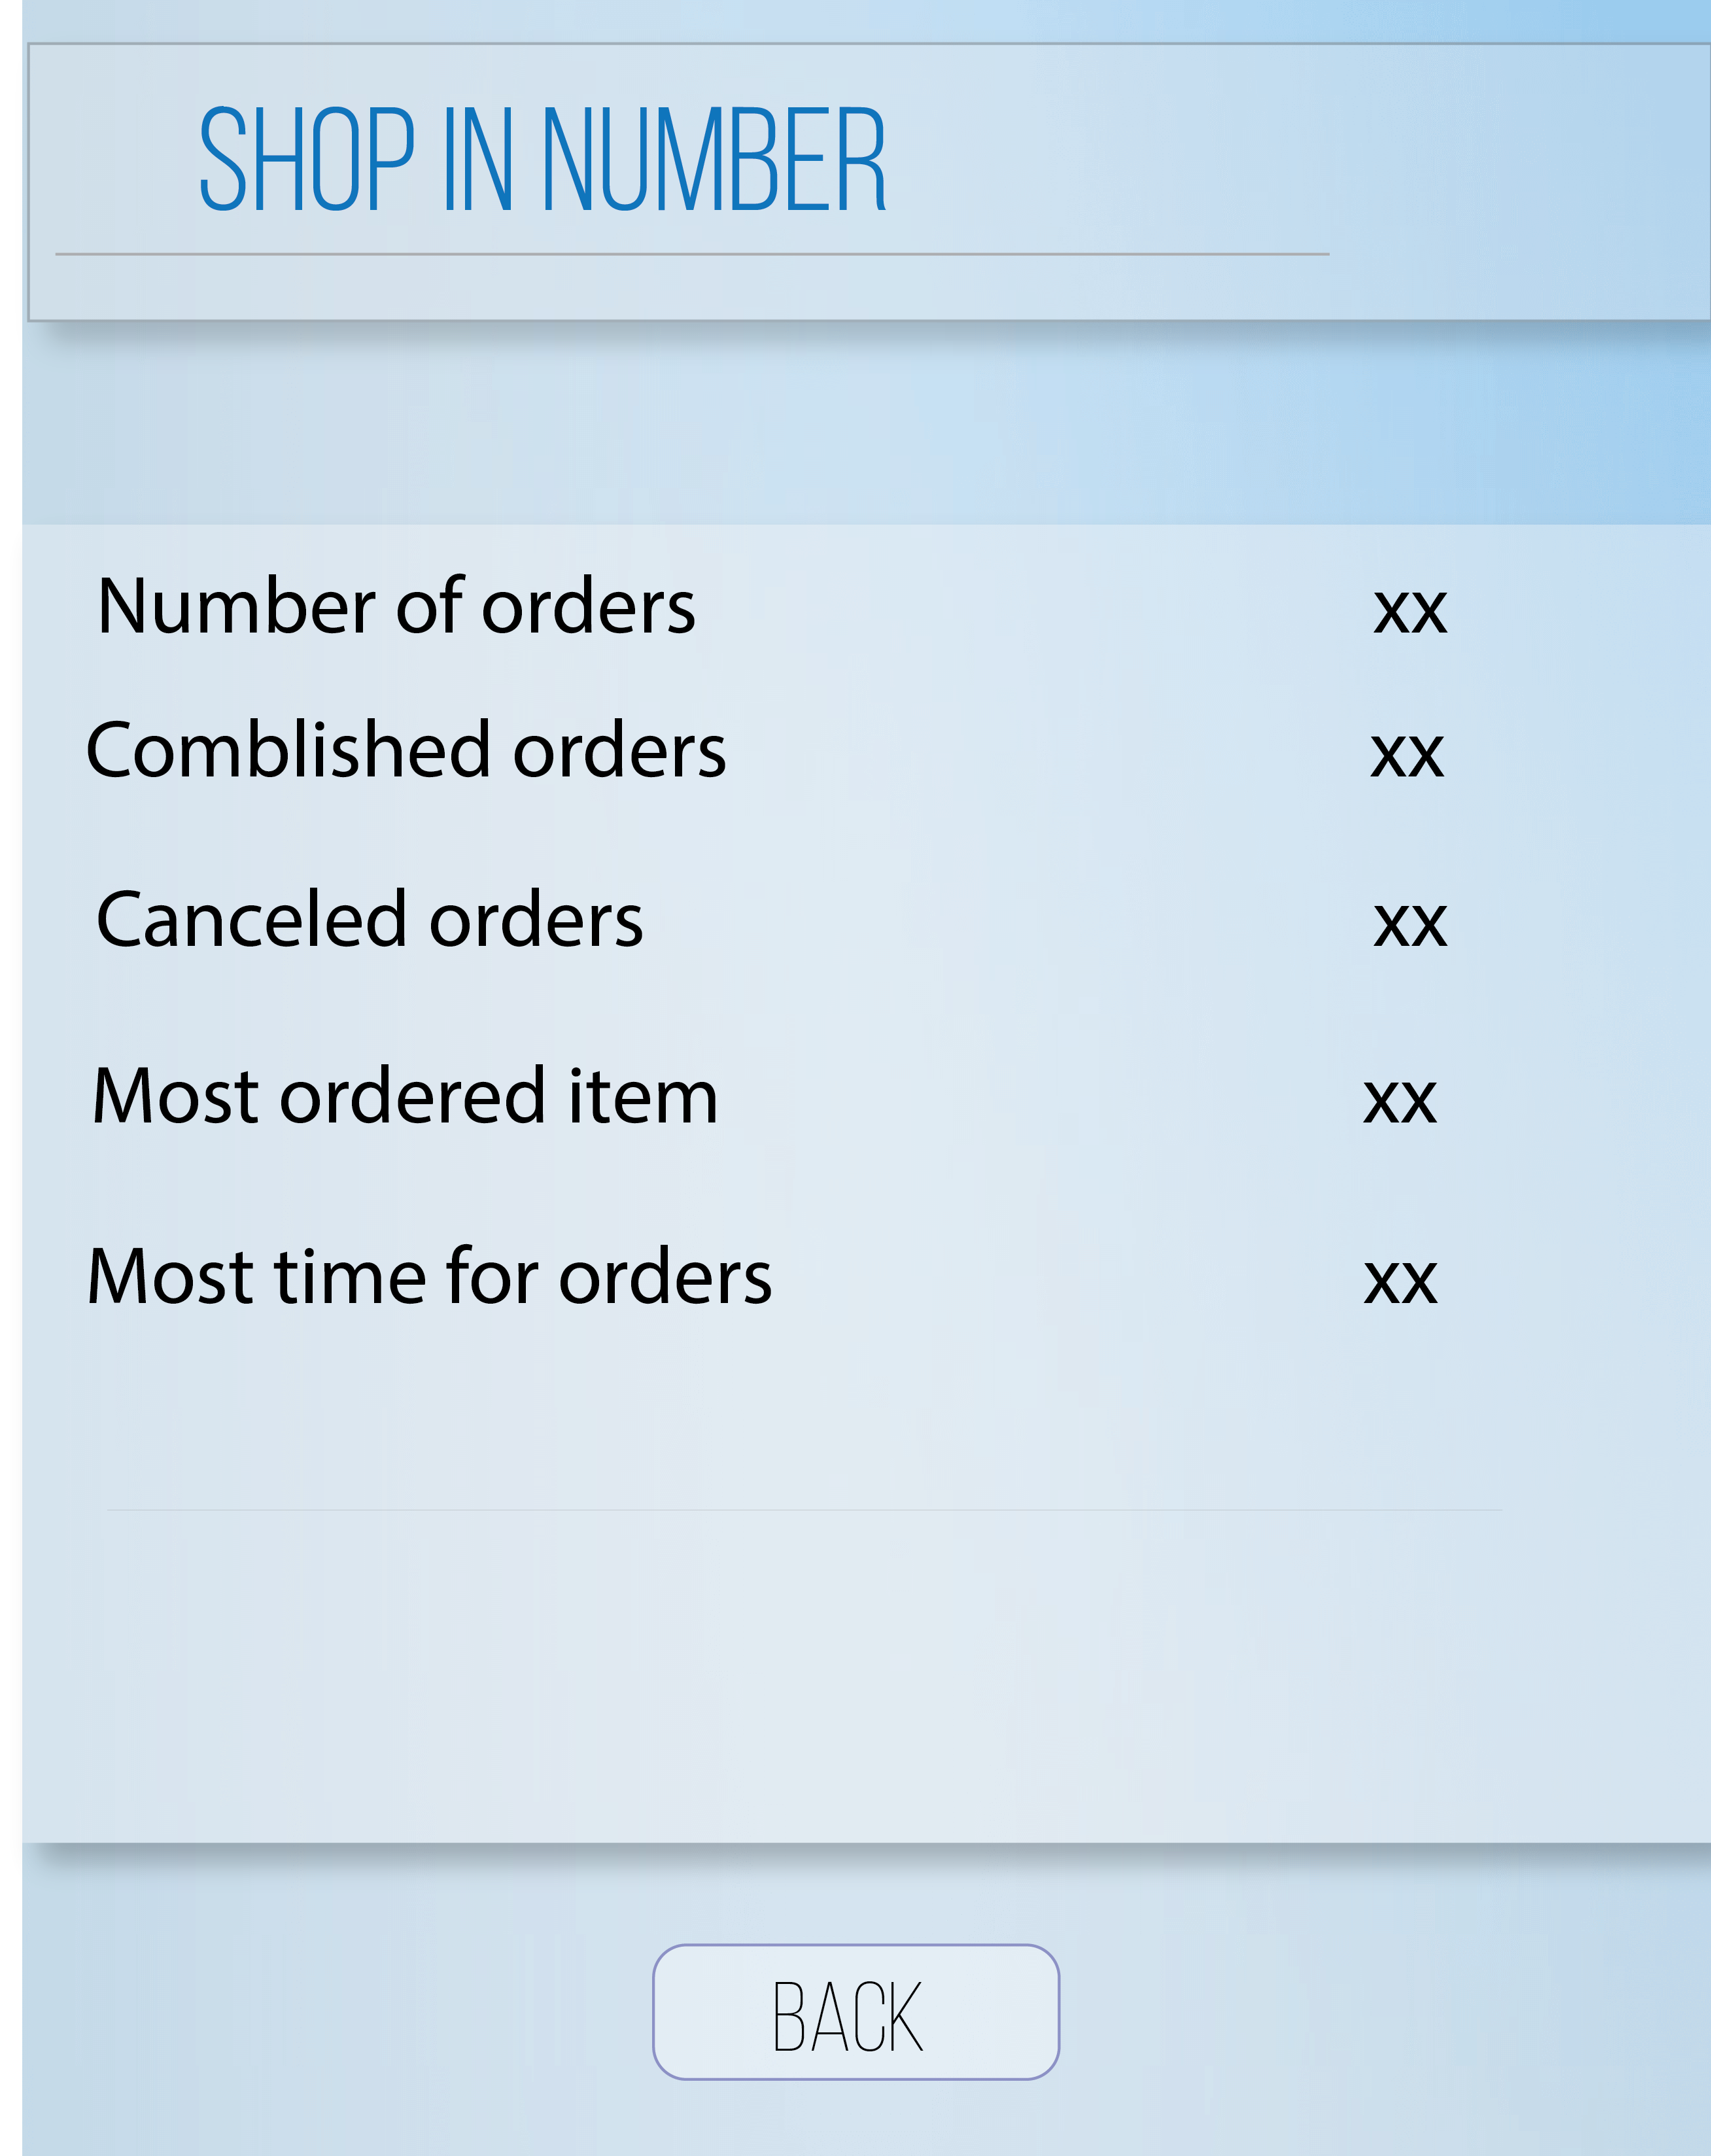 SHOP IN NUMBER
Number of orders xx
Comblished orders xx
Canceled orders xx
Most ordered item xx
Most time for orders xx
BACK